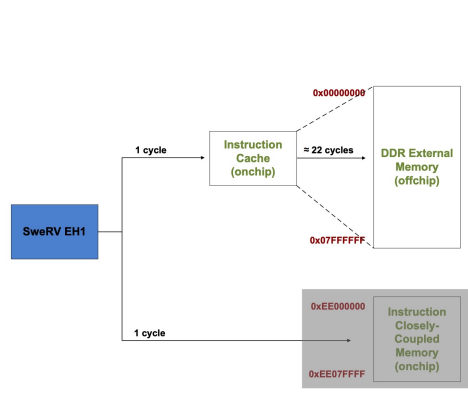 0x00000000
1 cycle
Instruction
Cache
(onchip)
≈ 22 cycles
DDR External
Memory
(offchip)
SweRV EH1
0x07FFFFFF
0xEE000000
Instruction
Closely-
Coupled
Memory
(onchip)
1 cycle
0xEE07FFFF